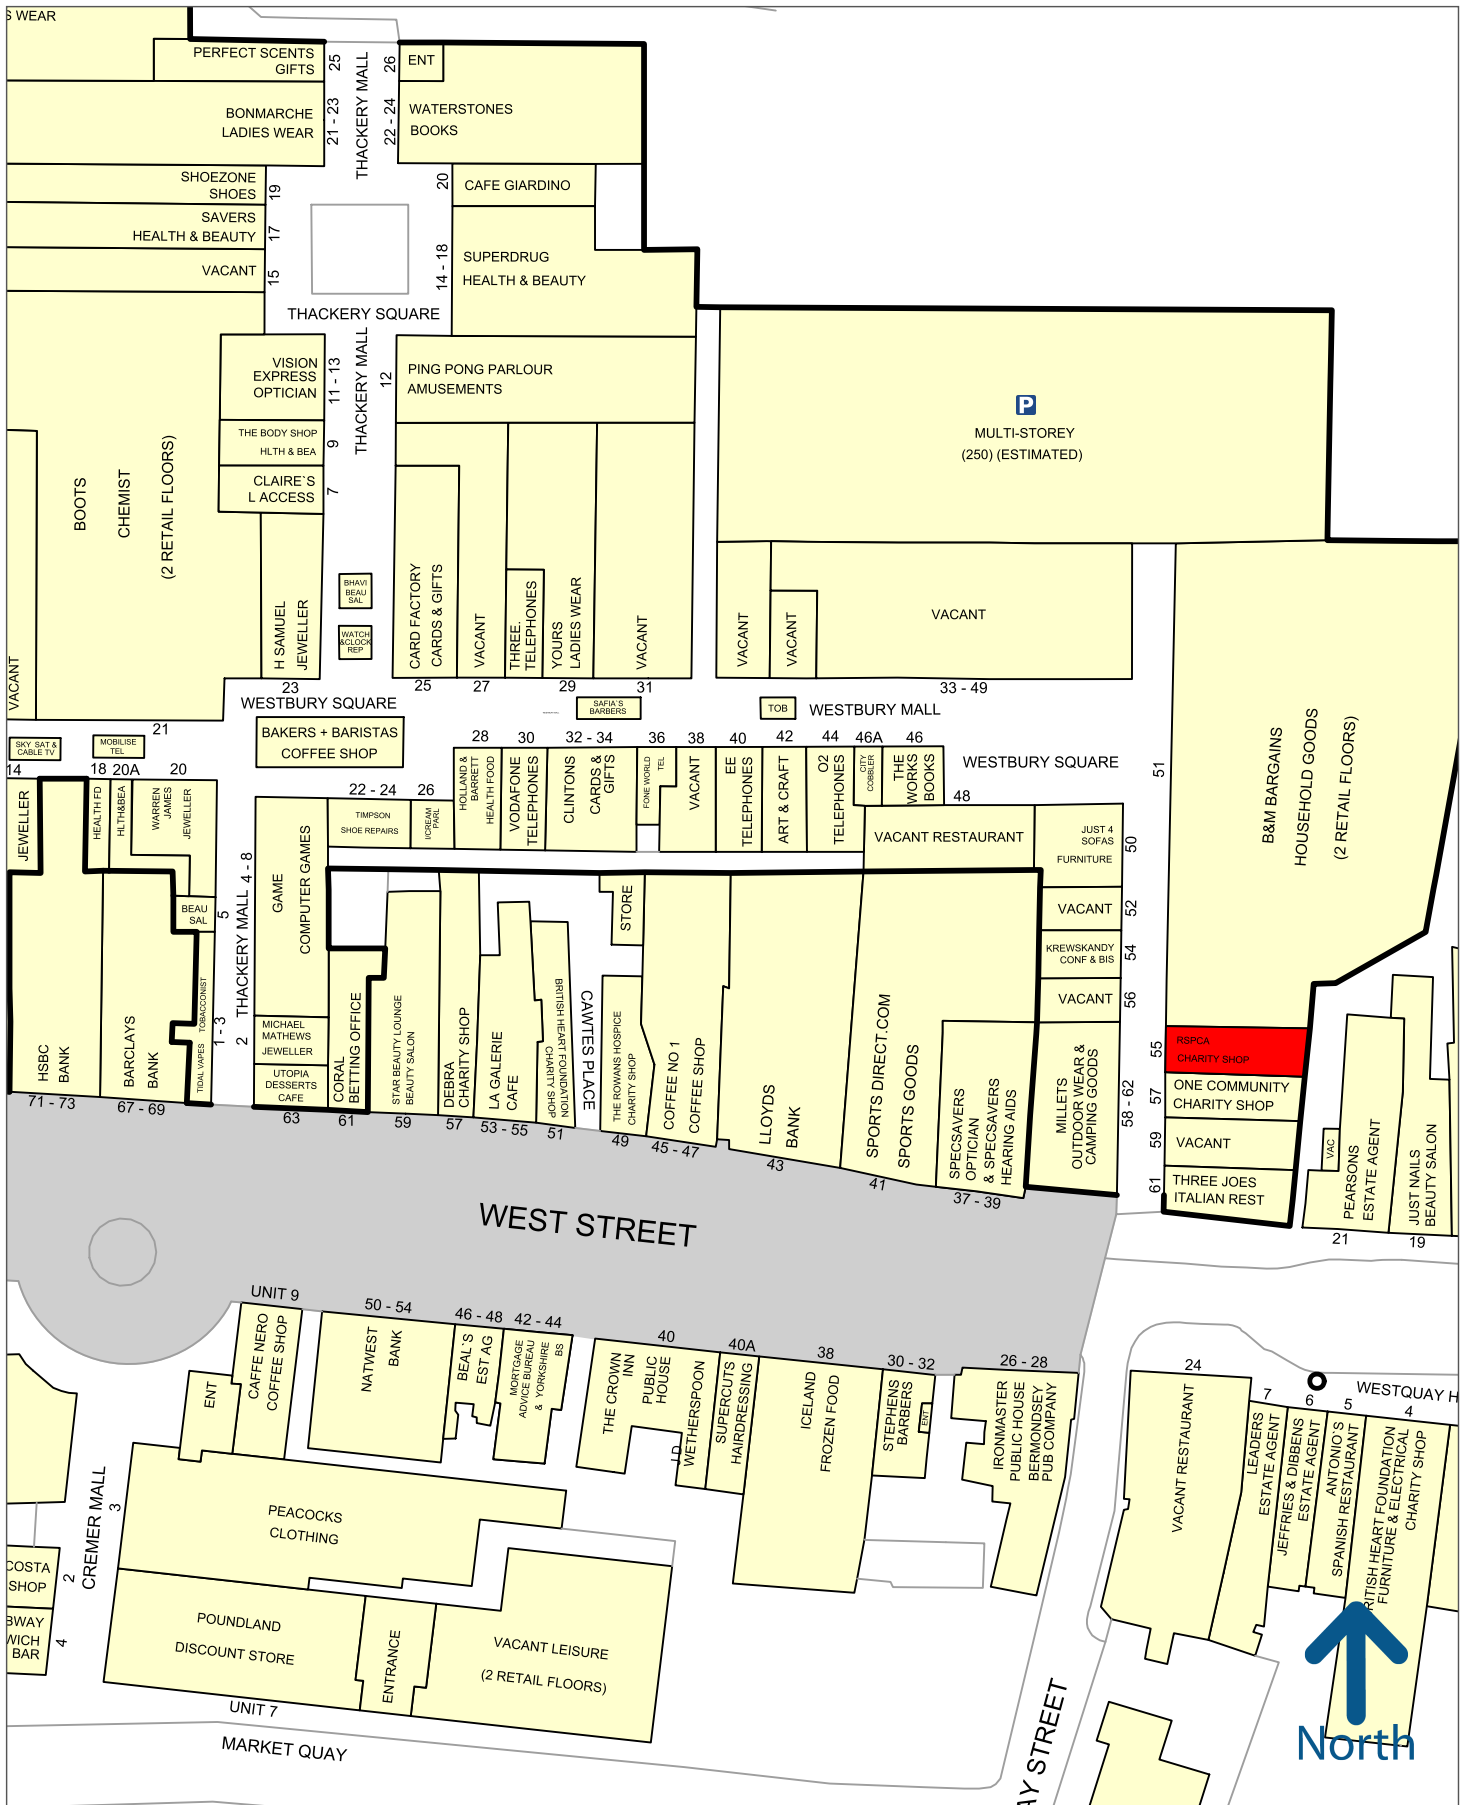 S WEAR
PERFECT SCENTS
GIFTS
25
THACKERY MALL
26
ENT
BONMARCHE
LADIES WEAR
21 - 23
22 - 24
WATERSTONES
BOOKS
SHOEZONE
SHOES
19
20
CAFE GIARDINO
SAVERS
HEALTH & BEAUTY
17
VACANT
15
14 - 18
SUPERDRUG
HEALTH & BEAUTY
THACKERY SQUARE
VISION
EXPRESS
OPTICIAN
11 - 13
THACKERY MALL
12
PING PONG PARLOUR
AMUSEMENTS
THE BODY SHOP
HLTH & BEA
9
CLAIRE`S
L ACCESS
7
BOOTS
CHEMIST
(2 RETAIL FLOORS)
P
MULTI-STOREY
(250) (ESTIMATED)
VACANT
H SAMUEL
JEWELLER
23
BHAVI
BEAU
SAL
WATCH
&CLOCK
REP
CARD FACTORY
CARDS & GIFTS
25
VACANT
27
THREE..
TELEPHONES
YOURS
LADIES WEAR
29
VACANT
31
VACANT
VACANT
VACANT
33 - 49
WESTBURY SQUARE
SAFIA`S
BARBERS
TOB
WESTBURY MALL
21
SKY SAT &
CABLE TV
MOBILISE
TEL
BAKERS + BARISTAS
COFFEE SHOP
14
18
20A
20
JEWELLER
HEALTH FD
HLTH&BEA
WARREN
JAMES
JEWELLER
22 - 24
26
TIMPSON
SHOE REPAIRS
I/CREAM
PARL
28
HOLLAND &
BARRETT
HEALTH FOOD
30
VODAFONE
TELEPHONES
32 - 34
CLINTONS
CARDS &
GIFTS
36
FONE WORLD
TEL
38
VACANT
40
EE
TELEPHONES
42
ART & CRAFT
44
O2
TELEPHONES
46A
CITY
COBBLER
46
THE
WORKS
BOOKS
WESTBURY SQUARE
48
VACANT RESTAURANT
JUST 4
SOFAS
FURNITURE
50
51
B&M BARGAINS
HOUSEHOLD GOODS
(2 RETAIL FLOORS)
VACANT
52
KREWSKANDY
CONF & BIS
54
VACANT
56
BEAU
SAL
5
THACKERY MALL
4 - 8
GAME
COMPUTER GAMES
STORE
HSBC
BANK
71 - 73
BARCLAYS
BANK
67 - 69
TIDAL VAPES
TOBACCONIST
1 - 3
2
MICHAEL
MATHEWS
JEWELLER
UTOPIA
DESSERTS
CAFE
63
CORAL
BETTING OFFICE
61
STAR BEAUTY LOUNGE
BEAUTY SALON
59
DEBRA
CHARITY SHOP
57
LA GALERIE
CAFE
53 - 55
BRITISH HEART FOUNDATION
CHARITY SHOP
51
CAWTES PLACE
THE ROWANS HOSPICE
CHARITY SHOP
49
COFFEE NO 1
COFFEE SHOP
45 - 47
LLOYDS
BANK
43
SPORTS DIRECT.COM
SPORTS GOODS
41
SPECSAVERS
OPTICIAN
& SPECSAVERS
HEARING AIDS
37 - 39
MILLETS
OUTDOOR WEAR &
CAMPING GOODS
58 - 62
55
RSPCA
CHARITY SHOP
57
ONE COMMUNITY
CHARITY SHOP
59
VACANT
61
THREE JOES
ITALIAN REST
VAC
PEARSONS
ESTATE AGENT
21
JUST NAILS
BEAUTY SALON
19
WEST STREET
UNIT 9
CAFFE NERO
COFFEE SHOP
ENT
50 - 54
NATWEST
BANK
46 - 48
BEAL`S
EST AG
42 - 44
MORTGAGE
ADVICE BUREAU
& YORKSHIRE
BS
40
THE CROWN
INN
PUBLIC
HOUSE
J D
WETHERSPOON
40A
SUPERCUTS
HAIRDRESSING
38
ICELAND
FROZEN FOOD
30 - 32
STEPHENS
BARBERS
ENT
26 - 28
IRONMASTER
PUBLIC HOUSE
BERMONDSEY
PUB COMPANY
24
VACANT RESTAURANT
WESTQUAY H
7
LEADERS
ESTATE AGENT
6
JEFFRIES & DIBBENS
ESTATE AGENT
5
ANTONIO`S
SPANISH RESTAURANT
4
RITISH HEART FOUNDATION
FURNITURE & ELECTRICAL
CHARITY SHOP
CREMER MALL
3
2
4
PEACOCKS
CLOTHING
COSTA
SHOP
BWAY
WICH
BAR
POUNDLAND
DISCOUNT STORE
UNIT 7
ENTRANCE
VACANT LEISURE
(2 RETAIL FLOORS)
MARKET QUAY
AY STREET
North